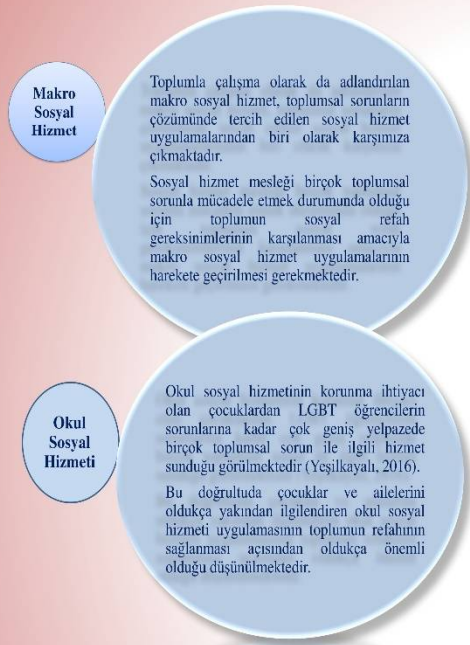 Makro
Sosyal
Hizmet
Toplumla çalışma olarak da adlandırılan
makro sosyal hizmet, toplumsal sorunların
çözümünde tercih edilen sosyal hizmet
uygulamalarından biri olarak karşımıza
çıkmaktadır.
Sosyal hizmet mesleği birçok toplumsal
sorunla mücadele etmek durumunda olduğu
için toplumun sosyal refah
gereksinimlerinin karşılanması amacıyla
makro sosyal hizmet uygulamalarının
harekete geçirilmesi gerekmektedir.
Okul
Sosyal
Hizmeti
Okul sosyal hizmetinin korunma ihtiyacı
olan çocuklardan LGBT öğrencilerin
sorunlarına kadar çok geniş yelpazede
birçok toplumsal sorun ile ilgili hizmet
sunduğu görülmektedir (Yeşilkayalı, 2016).
Bu doğrultuda çocuklar ve ailelerini
oldukça yakından ilgilendiren okul sosyal
hizmeti uygulamasının toplumun refahının
sağlanması açısından oldukça önemli
olduğu düşünülmektedir.